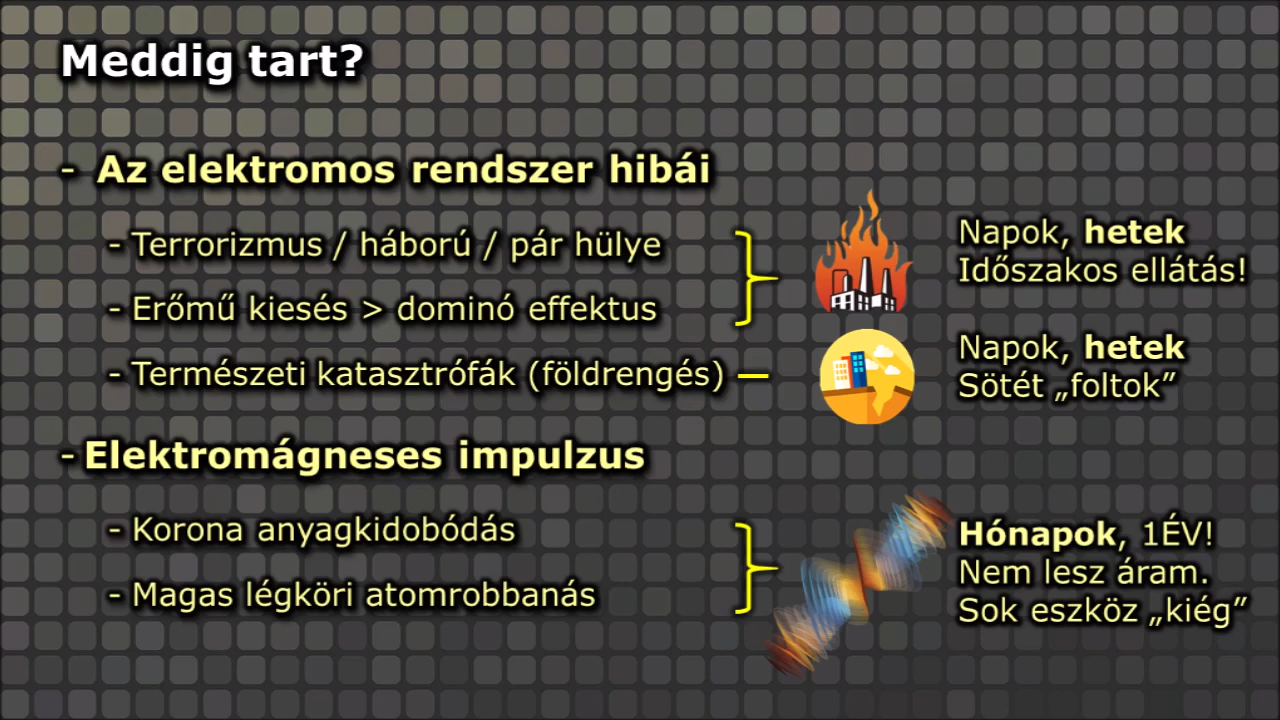 Meddig tart?
- Az elektromos rendszer hibái
- Terrorizmus / háború / pár hülye
- Erőmű kiesés > dominó effektus
Napok, hetek
Időszakos ellátás!
- Természeti katasztrófák (földrengés)
Napok, hetek
Sötét „foltok”
- Elektromágneses impulzus
- Korona anyagkidobódás
- Magas légköri atomrobbanás
Hónapok, 1ÉV!
Nem lesz áram.
Sok eszköz „kiég”